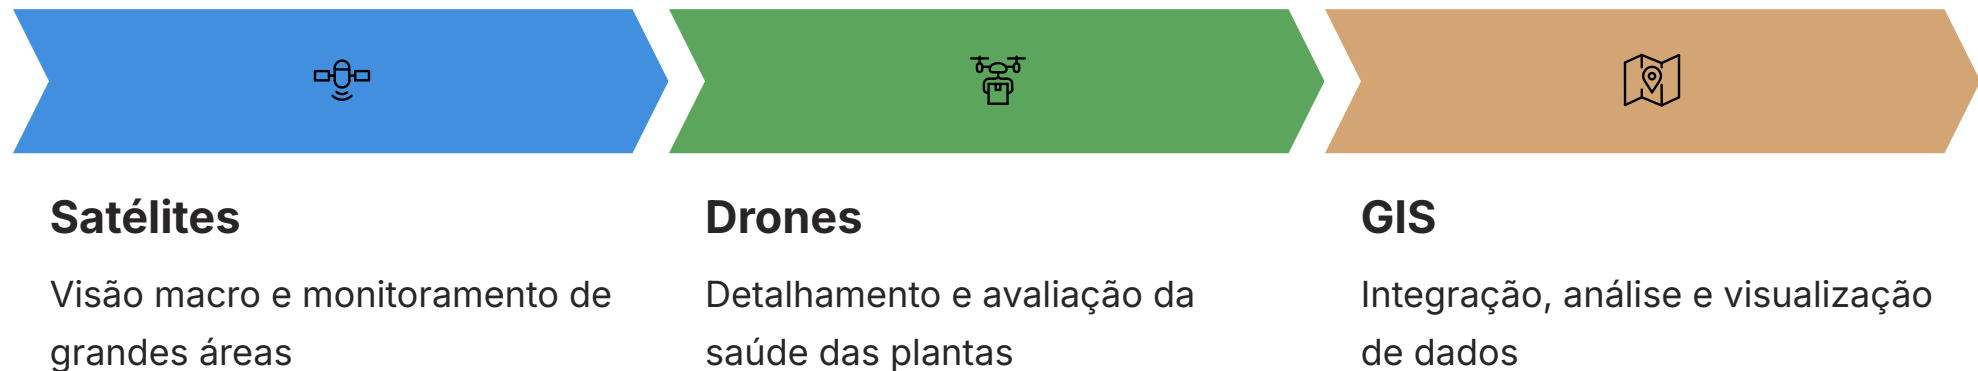 Satélites
Visão macro e monitoramento de
grandes áreas
Drones
Detalhamento e avaliação da
saúde das plantas
GIS
Integração, análise e visualização
de dados